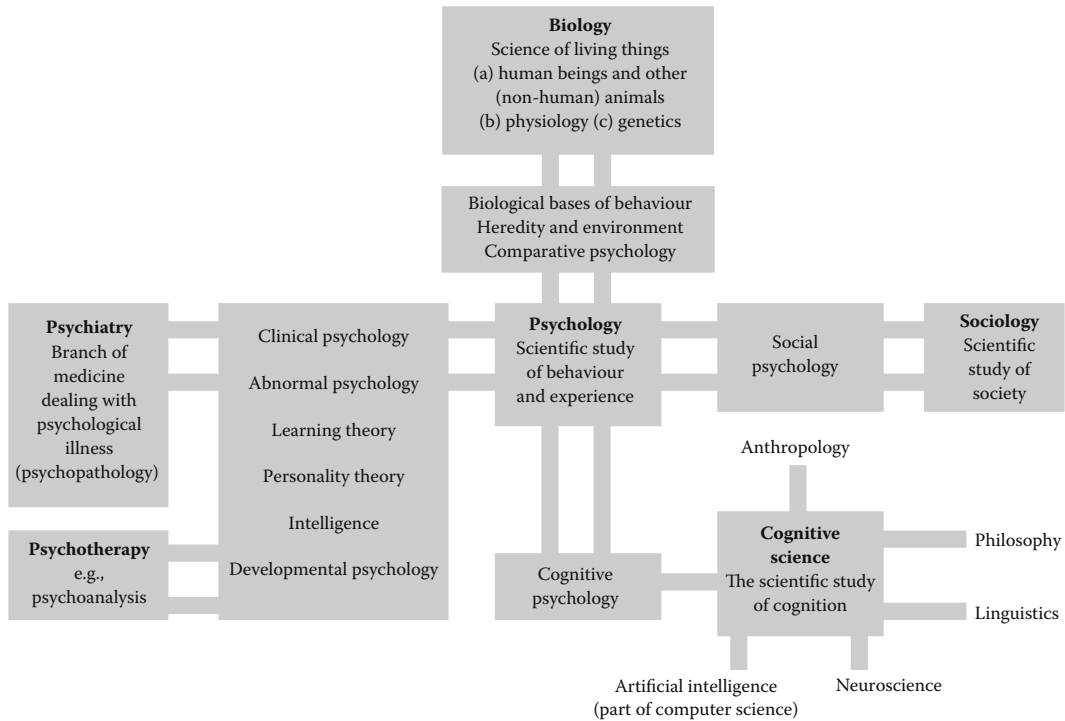 Biology
Science of living things
(a) human beings and other
(non-human) animals
(b) physiology (c) genetics
Biological bases of behaviour
Heredity and environment
Comparative psychology
Psychiatry
Branch of
medicine
dealing with
psychological
illness
(psychopathology)
Clinical psychology
Abnormal psychology
Learning theory
Personality theory
Intelligence
Developmental psychology
Psychology
Scientific study
of behaviour
and experience
Social
psychology
Sociology
Scientific
study of
society
Psychotherapy
e.g.,
psychoanalysis
Cognitive
psychology
Anthropology
Cognitive
science
The scientific study
of cognition
Philosophy
Linguistics
Artificial intelligence
(part of computer science)
Neuroscience